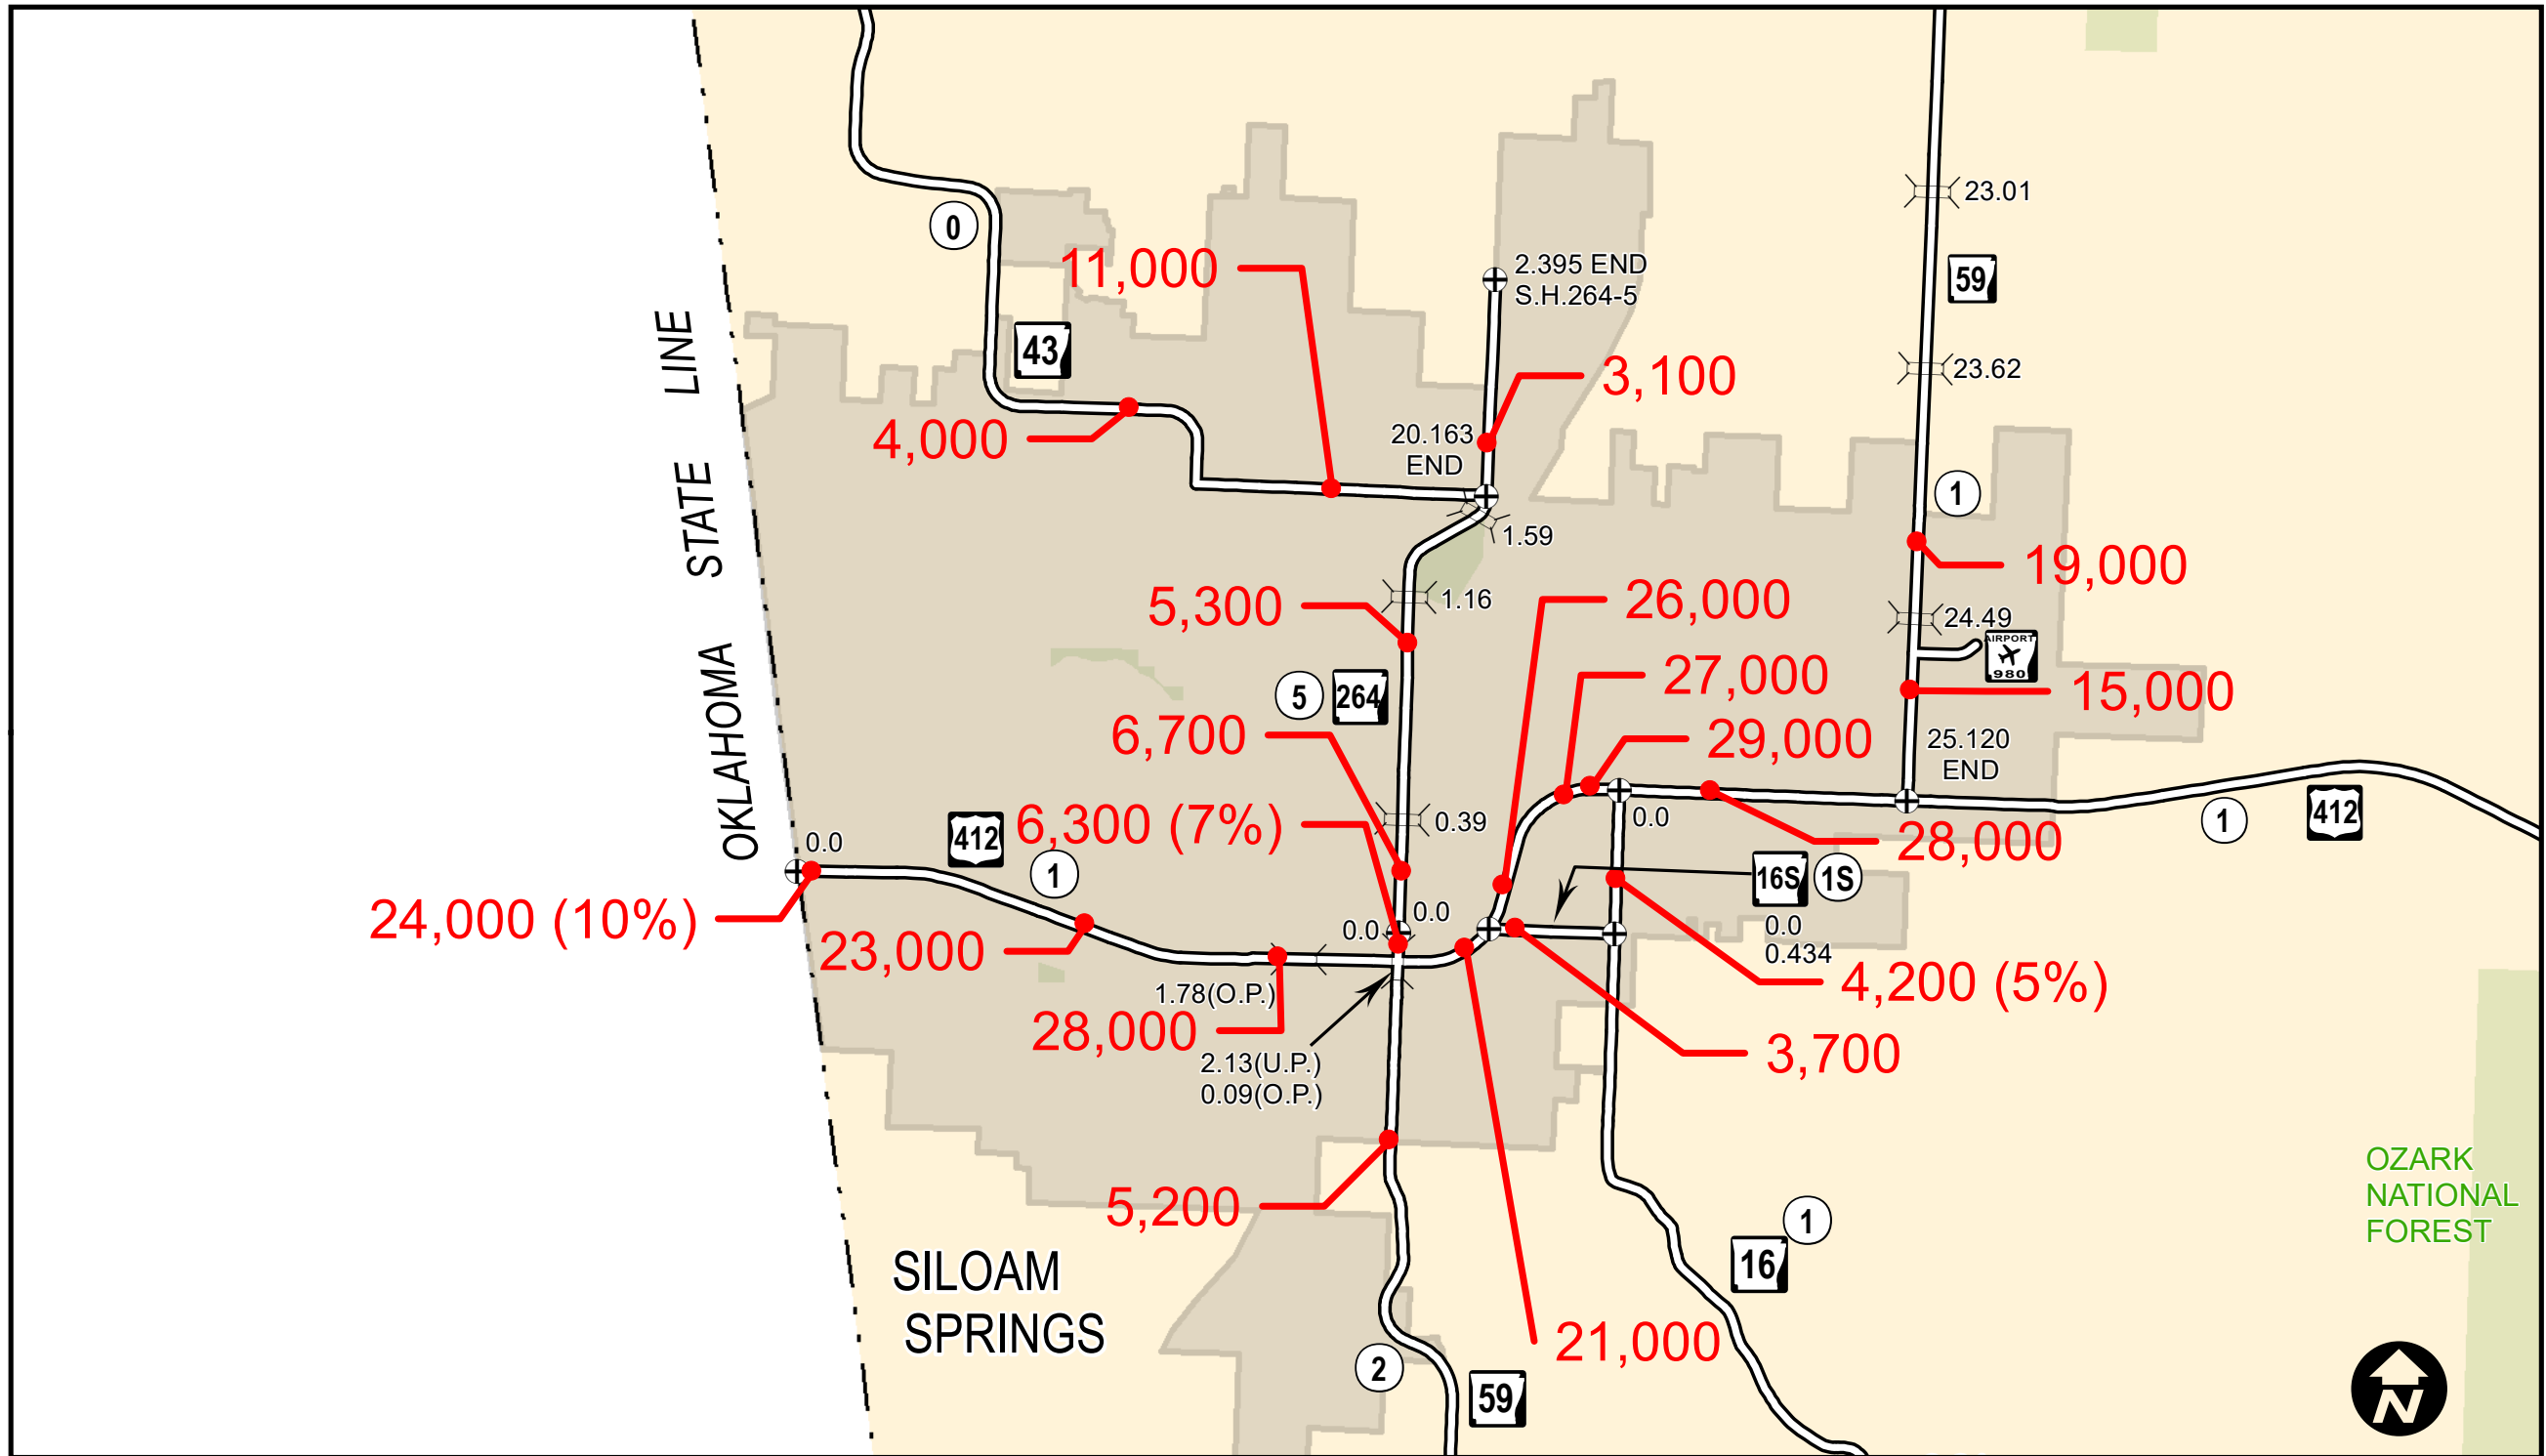 23.01
0
2.395 END
S.H.264-5
11,000
59
OKLAHOMA STATE LINE
43
23.62
3,100
4,000
20.163
END
1
1.59
19,000
5,300
1.16
26,000
24.49
AIRPORT
980
27,000
15,000
5
264
6,700
29,000
25.120
END
412
6,300 (7%)
0.39
0.0
1
412
0.0
1
28,000
16S
1S
24,000 (10%)
0.0
0.0
0.0
0.434
23,000
1.78(O.P.)
4,200 (5%)
28,000
3,700
2.13(U.P.)
0.09(O.P.)
5,200
OZARK
NATIONAL
FOREST
1
16
SILOAM
SPRINGS
21,000
2
59
N